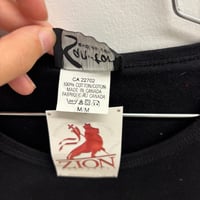 CA 22702
100% COTTON/COTON
MADE IN CANADA
FABRIQUÉ AU CANADA
M:M
ZION